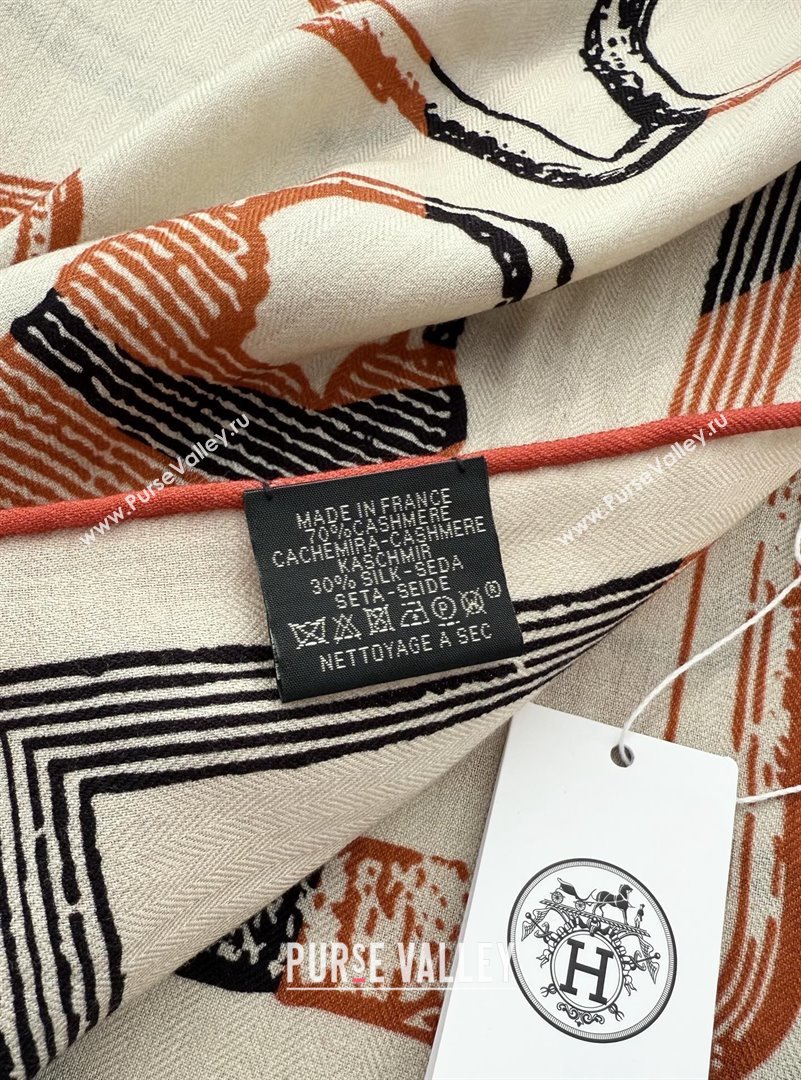 www.PurseValley.ru
www.PurseValley.ru
MADE IN FRANCE
70%CASHMERE
CACHEMIRA-CASHMERE
KASCHMIR
30% SILK-SEDA
SETA-SEIDE
®
NETTOYAGE A SEC
H
PURSE VALLEY